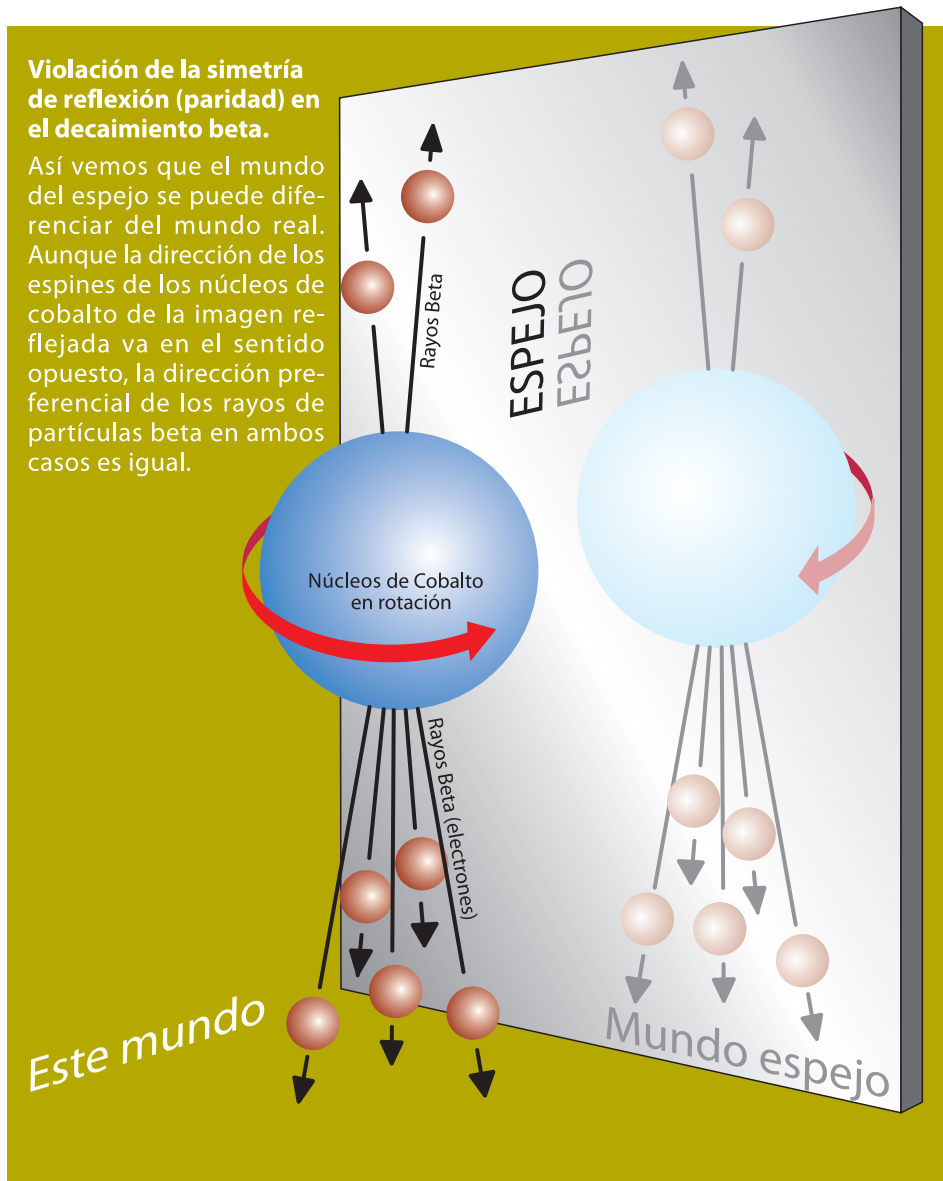 Violación de la simetría
de reflexión (paridad) en
el decaimiento beta.
Así vemos que el mundo
del espejo se puede dife-
renciar del mundo real.
Aunque la dirección de los
espines de los núcleos de
cobalto de la imagen re-
flejada va en el sentido
opuesto, la dirección pre-
ferencial de los rayos de
partículas beta en ambos
casos es igual.
Rayos Beta
ESPEJO
ESPEJO
Núcleos de Cobalto
en rotación
Rayos Beta (electrones)
Este mundo
Mundo espejo